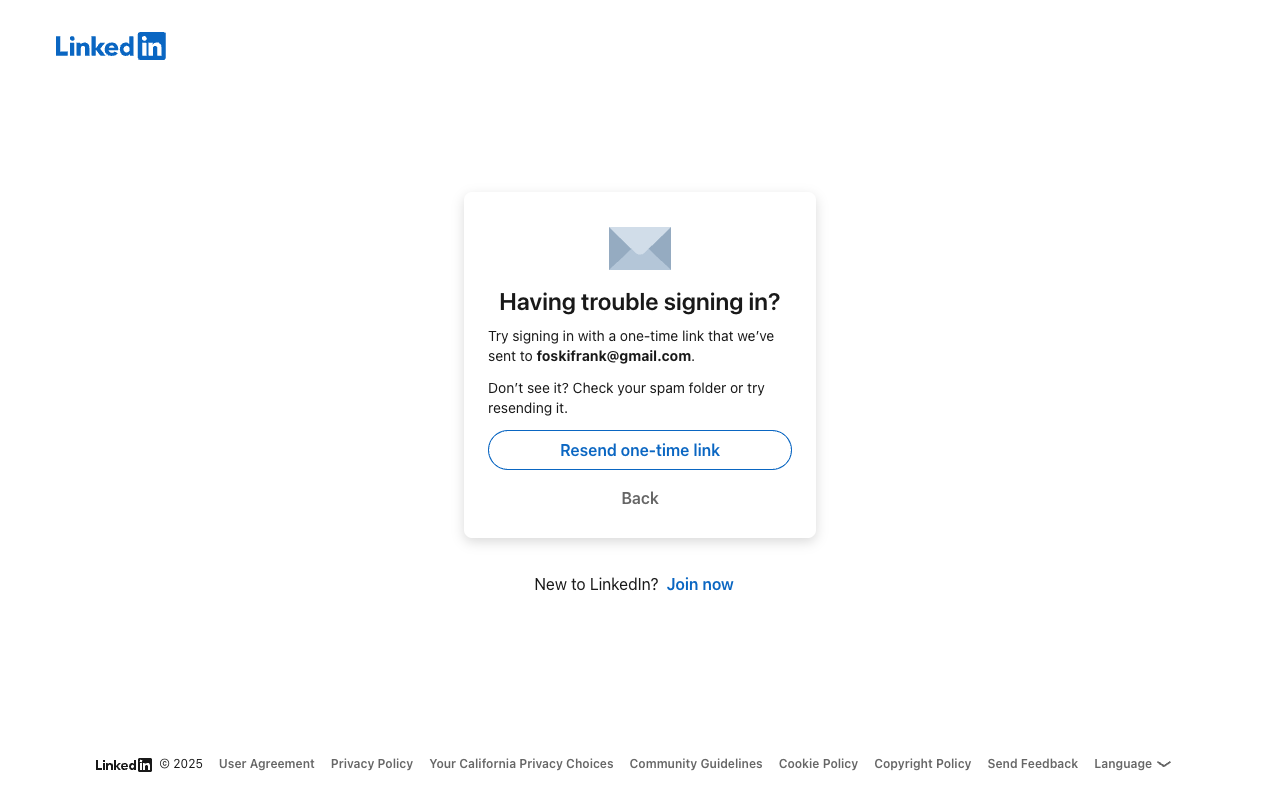 LinkedIn
Having trouble signing in?
Try signing in with a one-time link that we’ve
sent to foskifrank@gmail.com.
Don’t see it? Check your spam folder or try
resending it.
Resend one-time link
Back
New to LinkedIn? Join now
LinkedIn © 2025 User Agreement Privacy Policy Your California Privacy Choices Community Guidelines Cookie Policy Copyright Policy Send Feedback Language